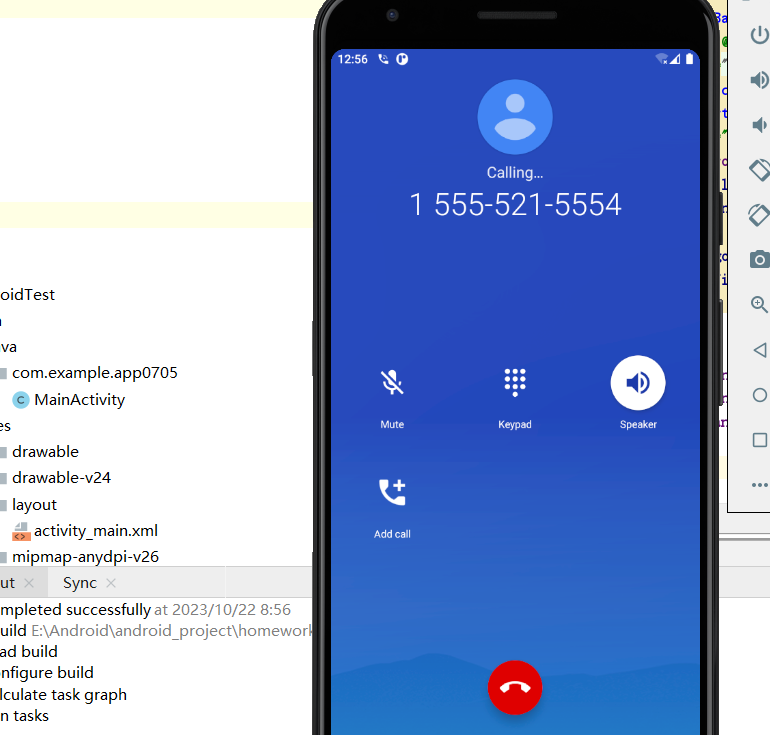 12:56
Calling...
1 555-521-5554
Mute
Keypad
Speaker
Add call
oidTest
va
com.example.app0705
C MainActivity
es
drawable
drawable-v24
layout
activity_main.xml
mipmap-anydpi-v26
ut × Sync ×
mpleted successfully at 2023/10/22 8:56
uild E:\Android\android_project\homework
ad build
nfigure build
lculate task graph
n tasks